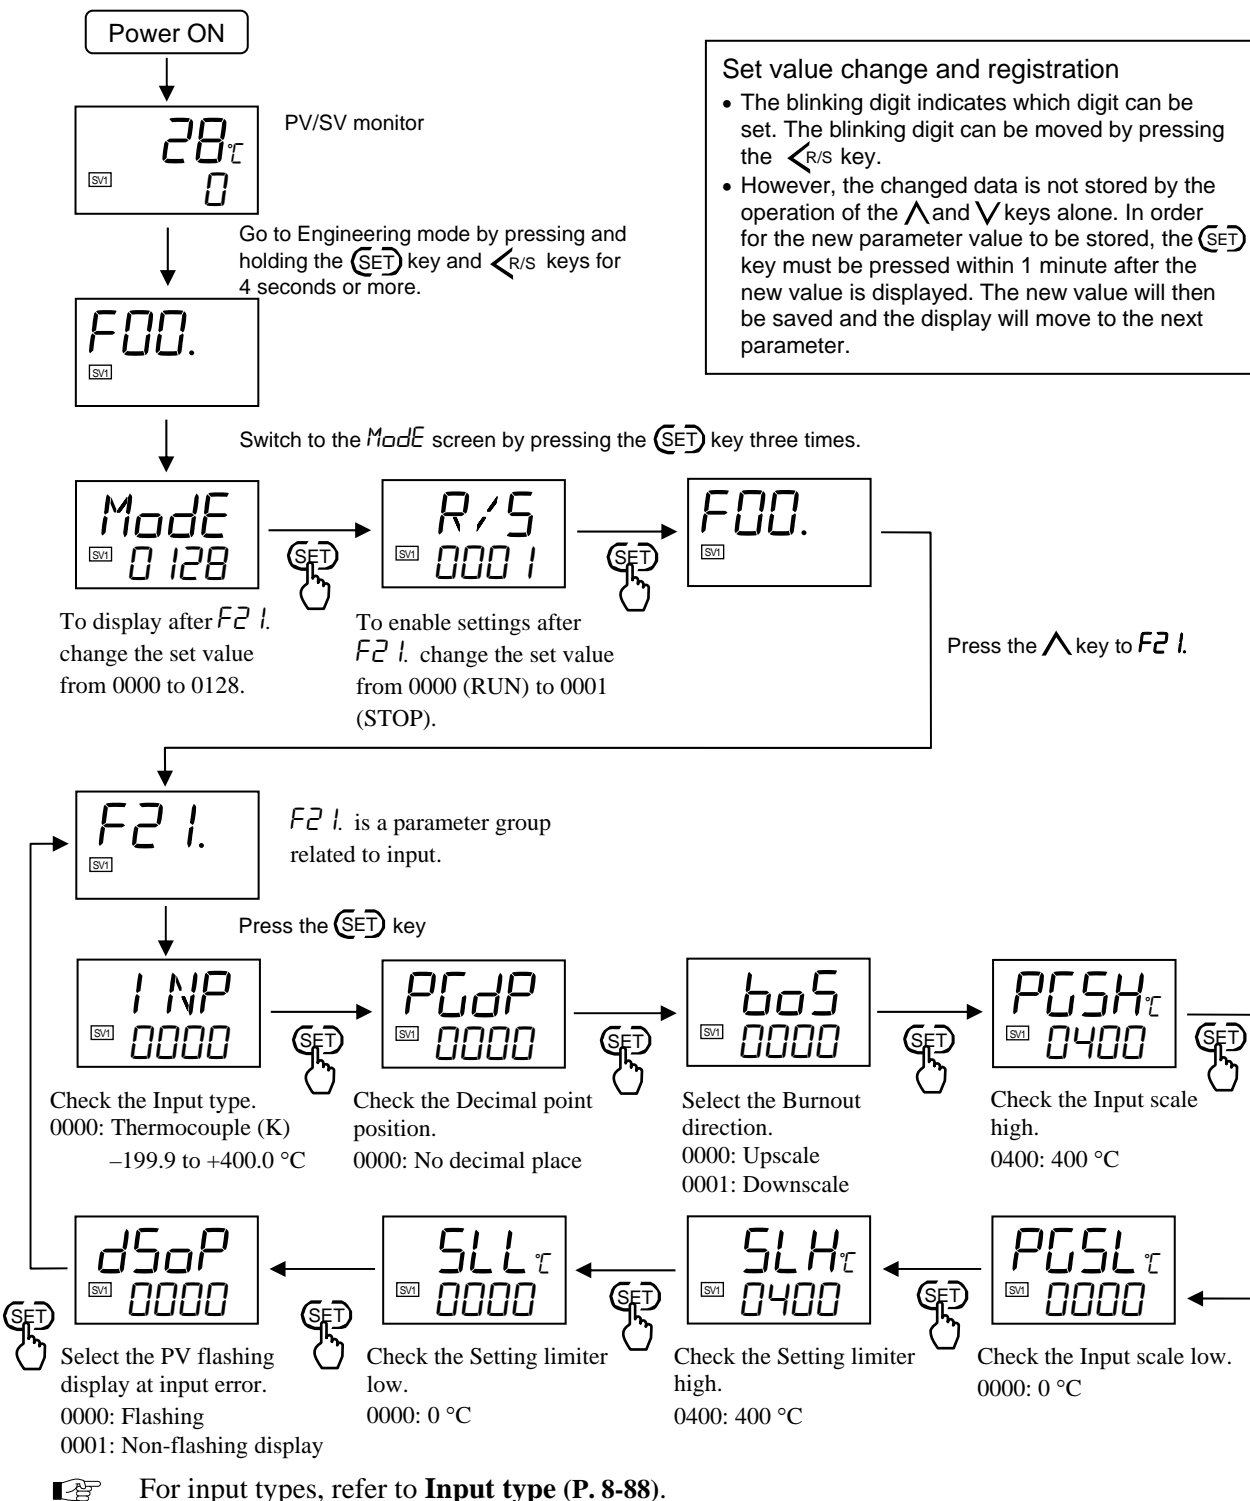 Power ON
28℃
SV1 0
PV/SV monitor
Set value change and registration
• The blinking digit indicates which digit can be
set. The blinking digit can be moved by pressing
the <R/S key.
• However, the changed data is not stored by the
operation of the ∧ and ∨ keys alone. In order
for the new parameter value to be stored, the SET
key must be pressed within 1 minute after the
new value is displayed. The new value will then
be saved and the display will move to the next
parameter.
Go to Engineering mode by pressing and
holding the SET key and <R/S keys for
4 seconds or more.
F00.
SV1
Switch to the ModE screen by pressing the SET key three times.
ModE
SV1 0128
SET
R/S
SV1 0001
SET
F00.
SV1
To display after F21.
change the set value
from 0000 to 0128.
To enable settings after
F21. change the set value
from 0000 (RUN) to 0001
(STOP).
Press the ∧ key to F21.
F21.
SV1
F21. is a parameter group
related to input.
Press the SET key
INP
SV1 0000
SET
PGdP
SV1 0000
SET
boS
SV1 0000
SET
PGSH℃
SV1 0400
SET
Check the Input type.
0000: Thermocouple (K)
–199.9 to +400.0 °C
Check the Decimal point
position.
0000: No decimal place
Select the Burnout
direction.
0000: Upscale
0001: Downscale
Check the Input scale
high.
0400: 400 °C
dSoP
SV1 0000
SET
SLL ℃
SV1 0000
SET
SLH℃
SV1 0400
SET
PGSL ℃
SV1 0000
SET
Select the PV flashing
display at input error.
0000: Flashing
0001: Non-flashing display
Check the Setting limiter
low.
0000: 0 °C
Check the Setting limiter
high.
0400: 400 °C
Check the Input scale low.
0000: 0 °C
For input types, refer to Input type (P. 8-88).